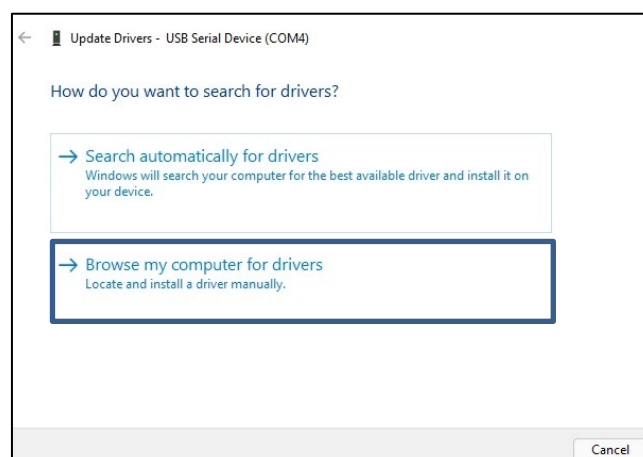 Update Drivers - USB Serial Device (COM4)
How do you want to search for drivers?
→ Search automatically for drivers
Windows will search your computer for the best available driver and install it on
your device.
→ Browse my computer for drivers
Locate and install a driver manually.
Cancel